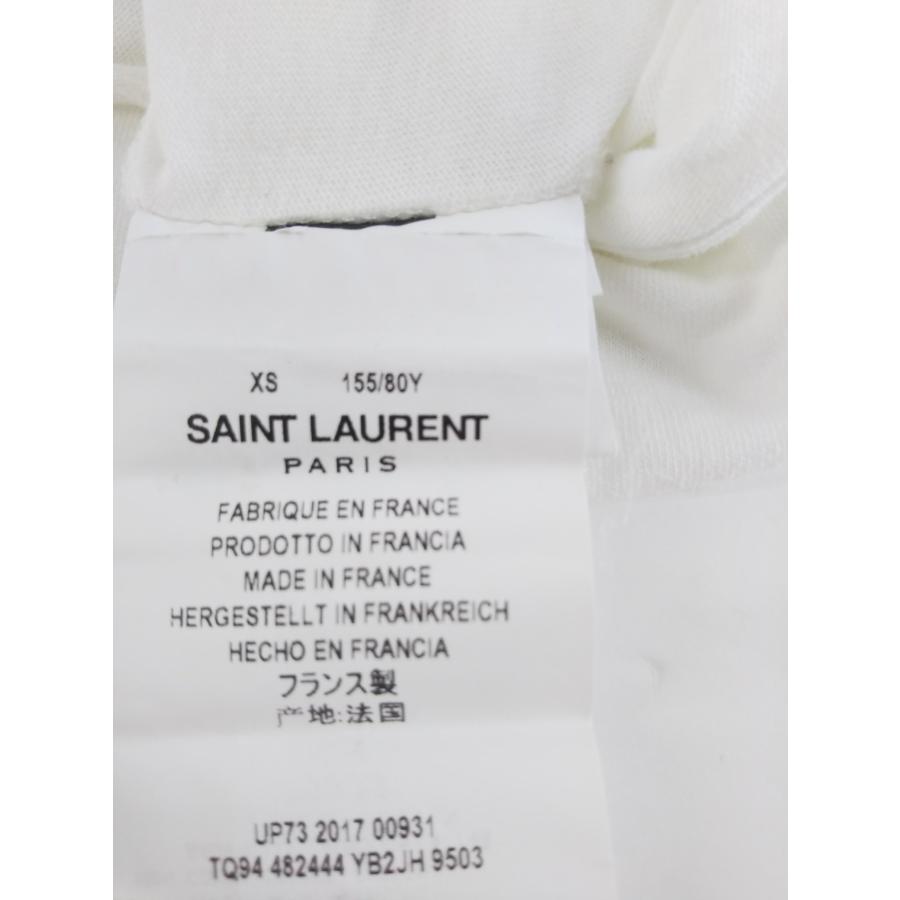 XS 155/80Y
SAINT LAURENT
PARIS
FABRIQUE EN FRANCE
PRODOTTO IN FRANCIA
MADE IN FRANCE
HERGESTELLT IN FRANKREICH
HECHO EN FRANCIA
フランス製
产地:法国
UP73 2017 00931
TQ94 482444 YB2JH 9503